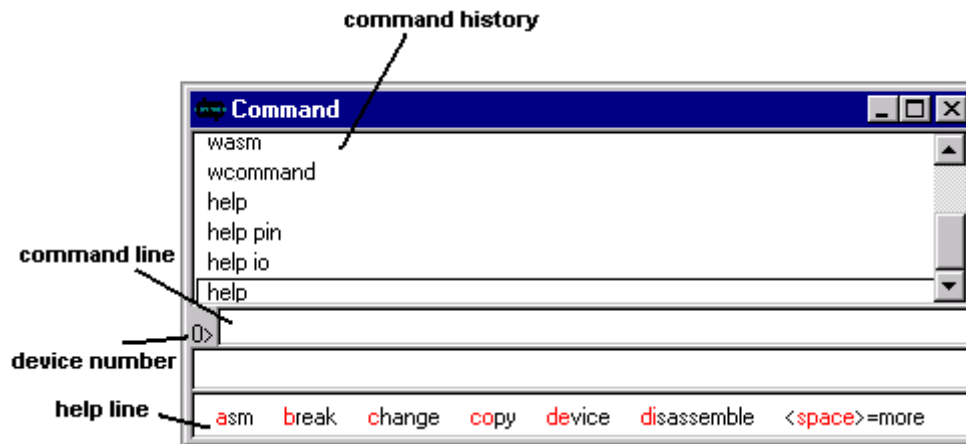 command history
Command
wasm
wcommand
help
help pin
help io
command line
help
0>
device number
help line
asm break change copy device disassemble <space>=more